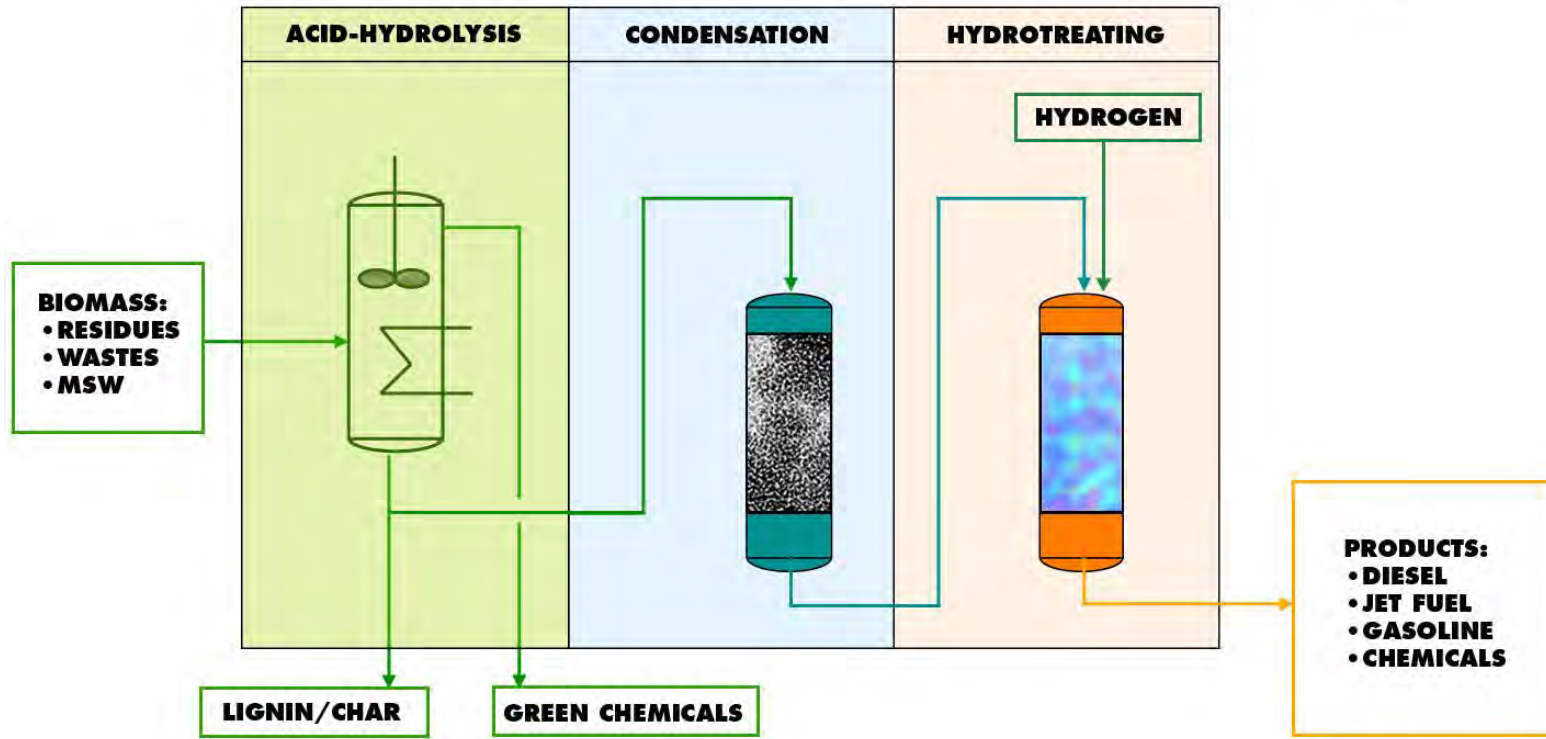 ACID-HYDROLYSIS
CONDENSATION
HYDROTREATING
HYDROGEN
BIOMASS:
• RESIDUES
• WASTES
• MSW
PRODUCTS:
• DIESEL
• JET FUEL
• GASOLINE
• CHEMICALS
LIGNIN/CHAR
GREEN CHEMICALS